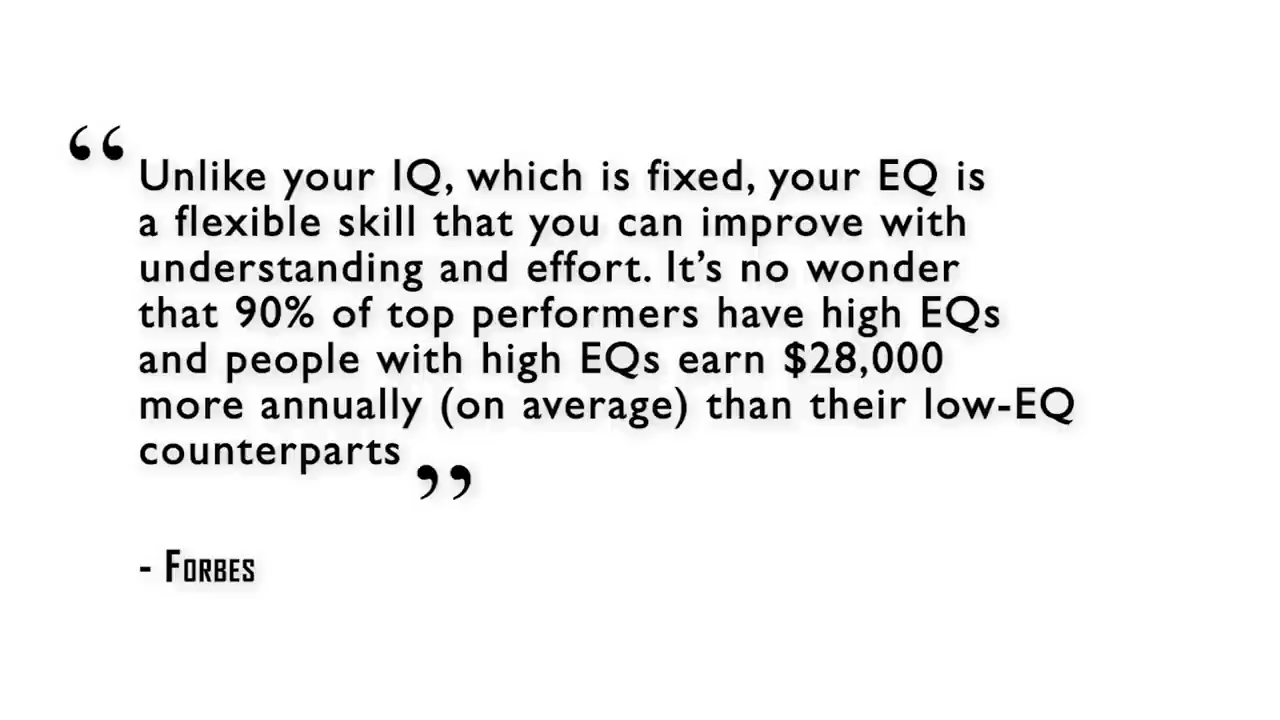 “Unlike your IQ, which is fixed, your EQ is
a flexible skill that you can improve with
understanding and effort. It’s no wonder
that 90% of top performers have high EQs
and people with high EQs earn $28,000
more annually (on average) than their low-EQ
counterparts”
- Forbes